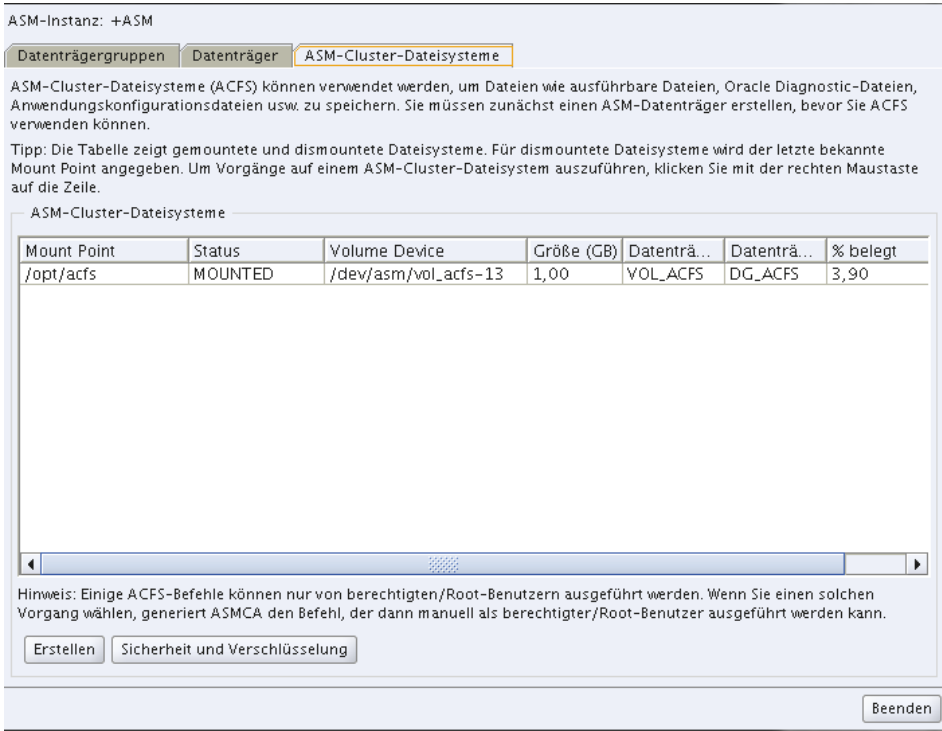 ASM-Instanz: +ASM
Datenträgergruppen Datenträger ASM-Cluster-Dateisysteme
ASM-Cluster-Dateisysteme (ACFS) können verwendet werden, um Dateien wie ausführbare Dateien, Oracle Diagnostic-Dateien,
Anwendungskonfigurationsdateien usw. zu speichern. Sie müssen zunächst einen ASM-Datenträger erstellen, bevor Sie ACFS
verwenden können.
Tipp: Die Tabelle zeigt gemountete und dismountete Dateisysteme. Für dismountete Dateisysteme wird der letzte bekannte
Mount Point angegeben. Um Vorgänge auf einem ASM-Cluster-Dateisystem auszuführen, klicken Sie mit der rechten Maustaste
auf die Zeile.
ASM-Cluster-Dateisysteme
Mount Point Status Volume Device Größe (GB) Datenträ... Datenträ... % belegt
/opt/acfs MOUNTED /dev/asm/vol_acfs-13 1,00 VOL_ACFS DG_ACFS 3,90
Hinweis: Einige ACFS-Befehle können nur von berechtigten/Root-Benutzern ausgeführt werden. Wenn Sie einen solchen
Vorgang wählen, generiert ASMCA den Befehl, der dann manuell als berechtigter/Root-Benutzer ausgeführt werden kann.
Erstellen Sicherheit und Verschlüsselung
Beenden